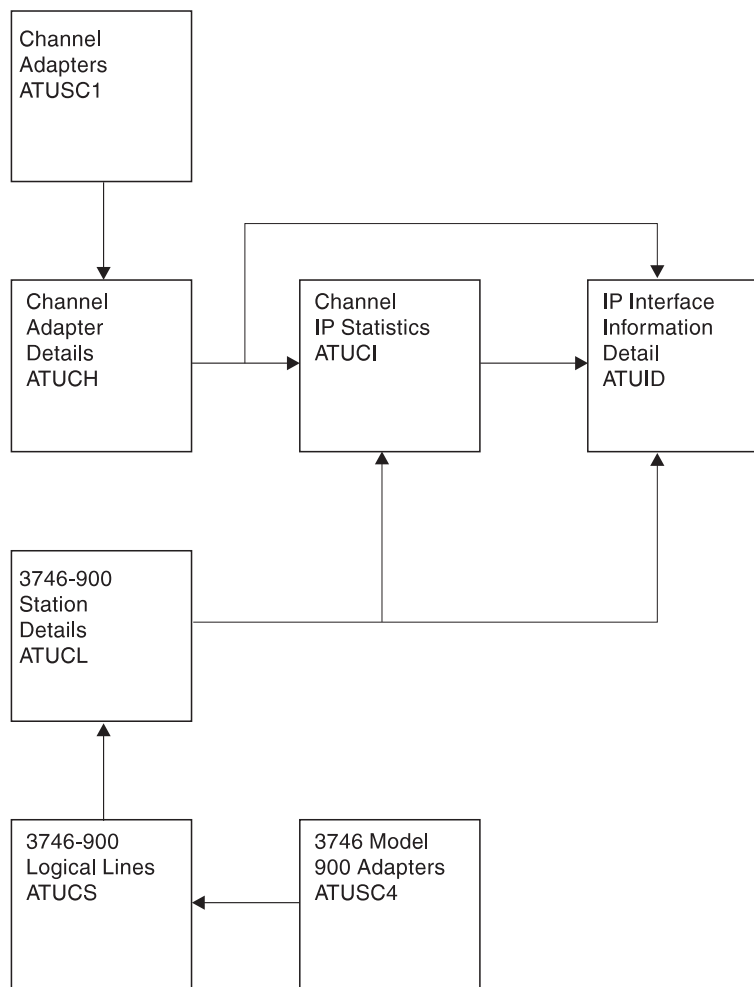 Channel
Adapters
ATUSC1
Channel
Adapter
Details
ATUCH
Channel
IP Statistics
ATUCI
IP Interface
Information
Detail
ATUID
3746-900
Station
Details
ATUCL
3746-900
Logical Lines
ATUCS
3746 Model
900 Adapters
ATUSC4